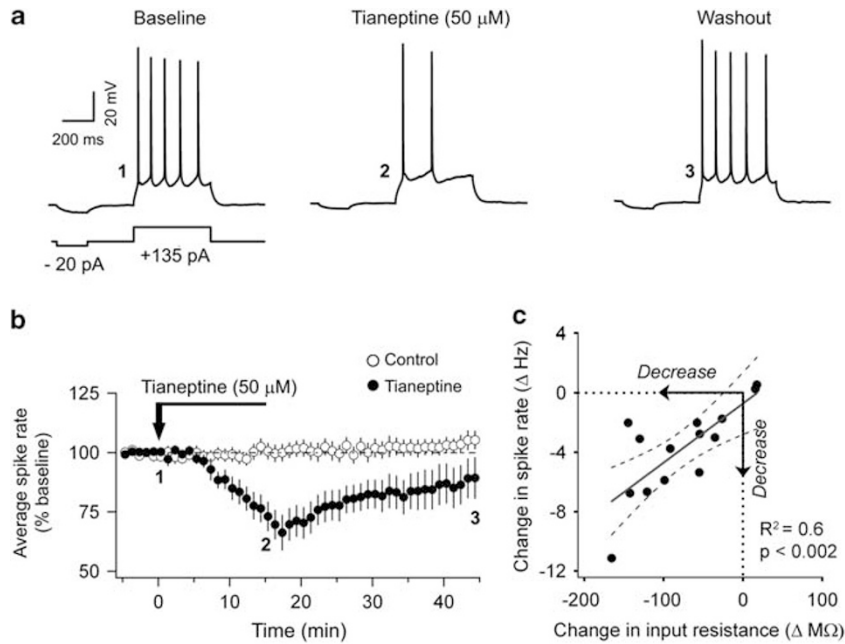 a
Baseline
Tianeptine (50 μM)
Washout
20 mV
200 ms
1
2
3
- 20 pA
+135 pA
b
Control
Tianeptine
Tianeptine (50 μM)
Average spike rate
(% baseline)
125
100
75
50
1
2
3
0
10
20
30
40
50
Time (min)
c
Change in spike rate (Δ Hz)
4
0
-4
-8
-12
Decrease
Decrease
R² = 0.6
p < 0.002
-200
-100
0
100
Change in input resistance (Δ MΩ)